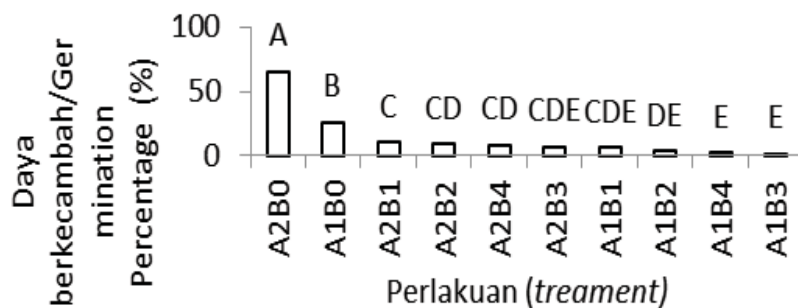 Daya
berkecambah/Ger
mination
Percentage (%)
100
50
0
A
B
C
CD
CD
CDE
CDE
DE
E
E
A2B0
A1B0
A2B1
A2B2
A2B4
A2B3
A1B1
A1B2
A1B4
A1B3
Perlakuan (treament)